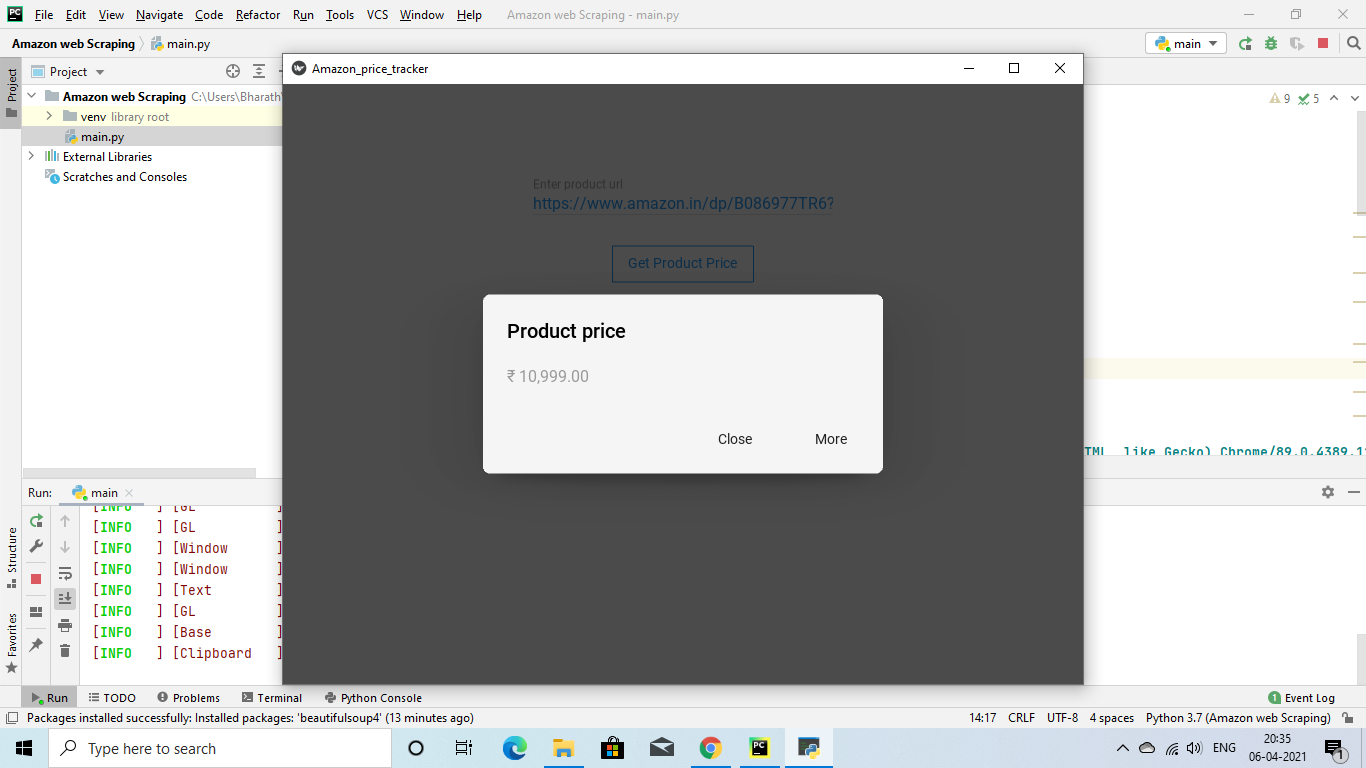 PC File Edit View Navigate Code Refactor Run Tools VCS Window Help Amazon web Scraping - main.py
Amazon web Scraping main.py main
Project
Project
Amazon_price_tracker
Amazon web Scraping C:\Users\Bharath
9 5
venv library root
main.py
External Libraries
Scratches and Consoles
Enter product url
https://www.amazon.in/dp/B086977TR6?
Get Product Price
Product price
₹ 10,999.00
Close More
TML, like Gecko) Chrome/89.0.4389.1
Run: main
[INFO ] [GL ]
[INFO ] [GL ]
[INFO ] [Window ]
[INFO ] [Window ]
[INFO ] [Text ]
[INFO ] [GL ]
[INFO ] [Base ]
[INFO ] [Clipboard ]
Structure
Favorites
Run TODO Problems Terminal Python Console 1 Event Log
Packages installed successfully: Installed packages: 'beautifulsoup4' (13 minutes ago) 14:17 CRLF UTF-8 4 spaces Python 3.7 (Amazon web Scraping)
Type here to search PC ENG 20:35
06-04-2021 1